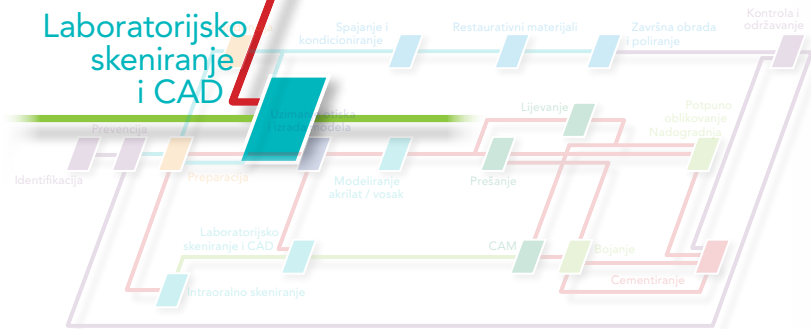 Laboratorijsko
skeniranje
i CAD
Spajanje i
kondicioniranje
Restaurativni materijali
Završna obrada
i poliranje
Kontrola i
održavanje
Prevencija
Identifikacija
Preparacija
Modeliranje
akrilat / vosak
Lijevanje
Prešanje
Potpuno
oblikovanje
Nadogradnja
Laboratorijsko
skeniranje i CAD
Intraoralno skeniranje
CAM
Bojanje
Cementiranje